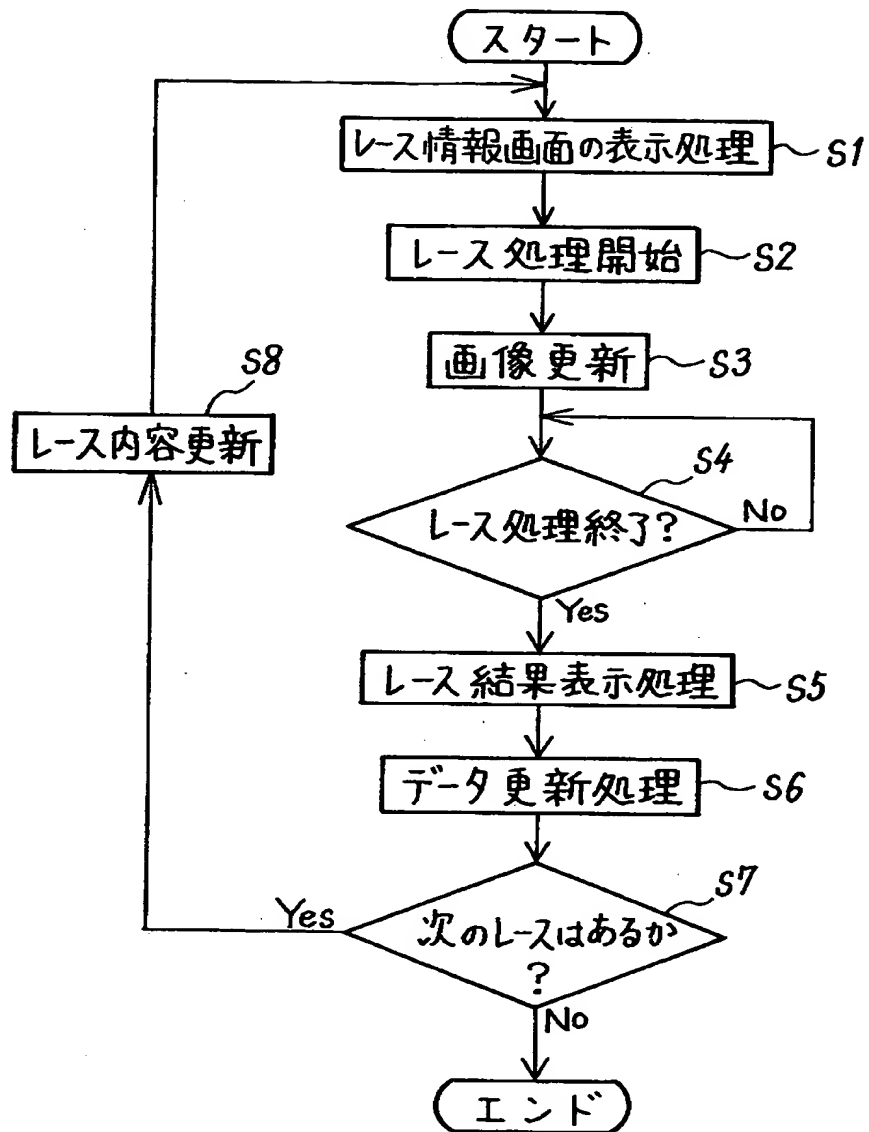 スタート
レース情報画面の表示処理
S1
レース処理開始
S2
画像更新
S3
S8
レース内容更新
S4
レース処理終了?
No
Yes
レース結果表示処理
S5
データ更新処理
S6
S7
Yes
次のレースはあるか
?
No
エンド